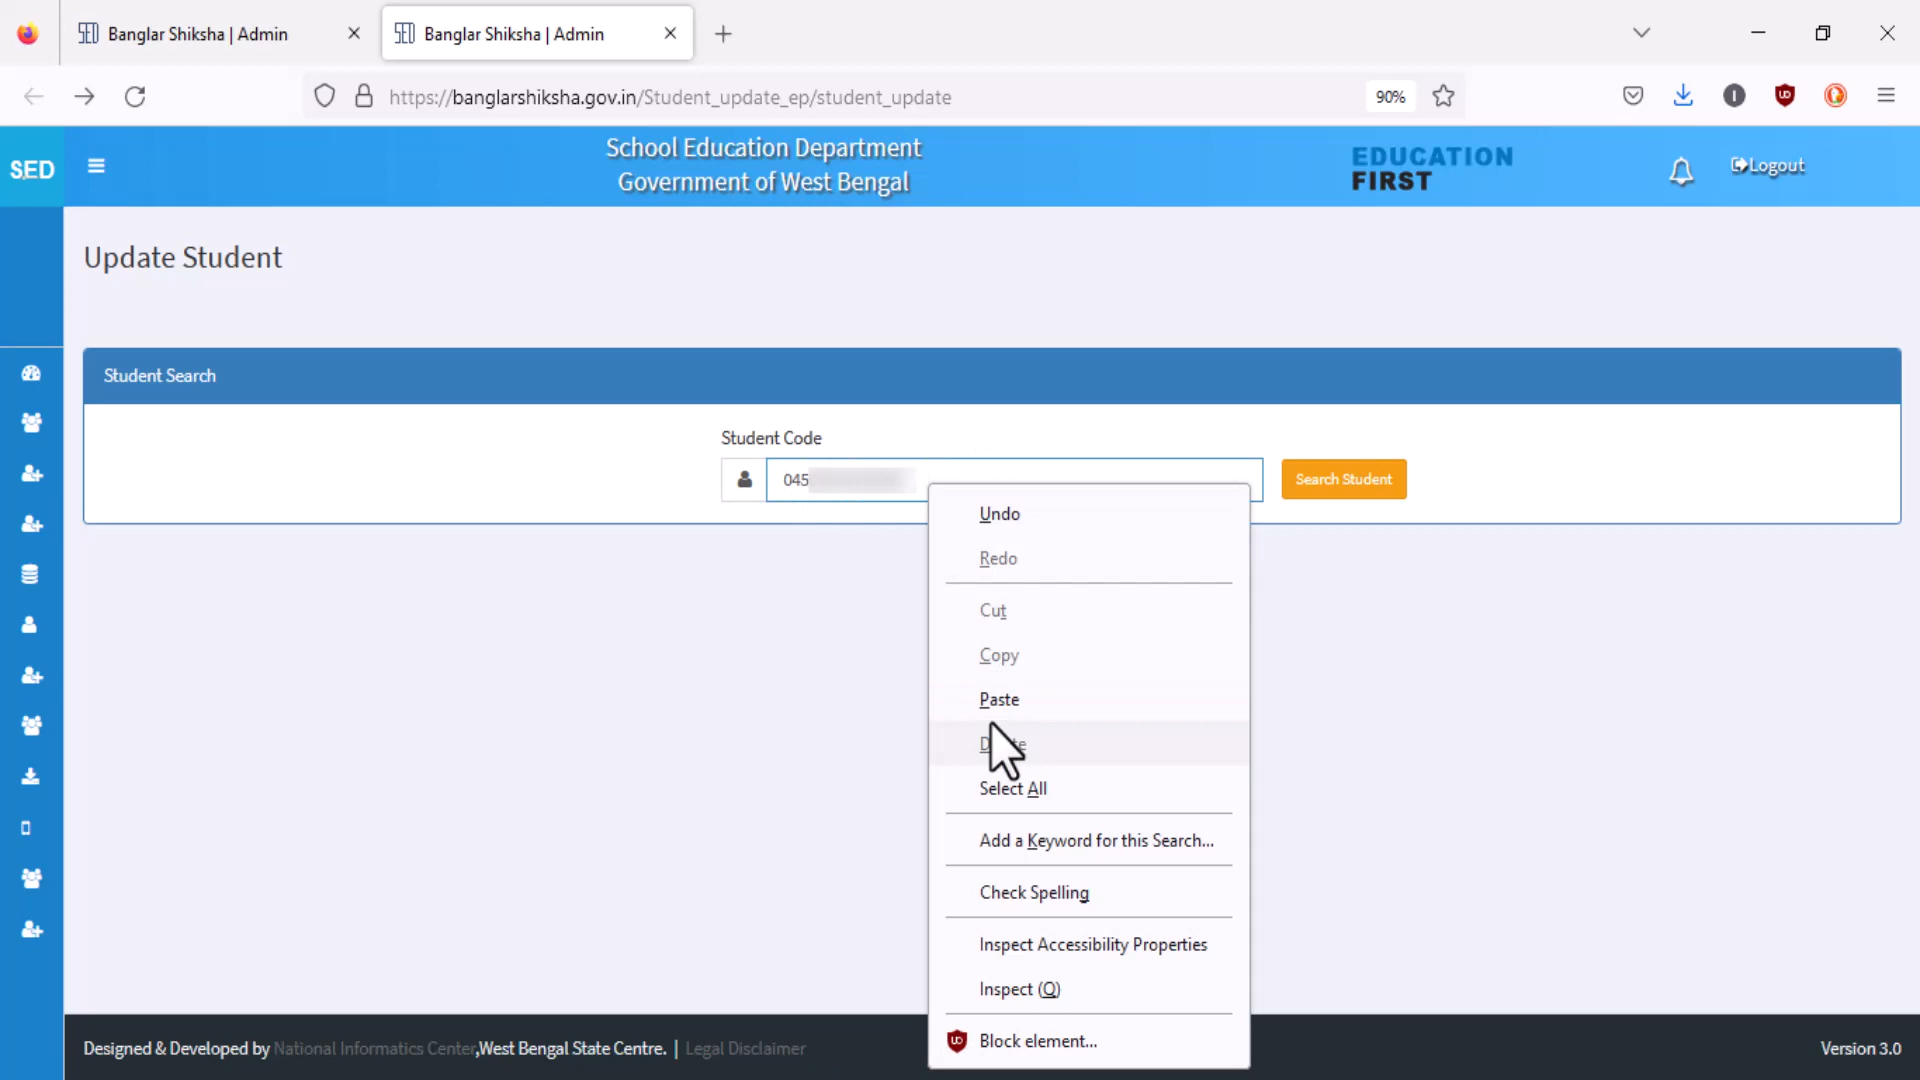 Banglar Shiksha | Admin
Banglar Shiksha | Admin
https://banglarshiksha.gov.in/Student_update_ep/student_update
90%
SED
School Education Department
Government of West Bengal
EDUCATION
FIRST
Logout
Update Student
Student Search
Student Code
045
Search Student
Undo
Redo
Cut
Copy
Paste
Select All
Add a Keyword for this Search...
Check Spelling
Inspect Accessibility Properties
Inspect (Q)
Block element...
Designed & Developed by National Informatics Center,West Bengal State Centre. | Legal Disclaimer
Version 3.0